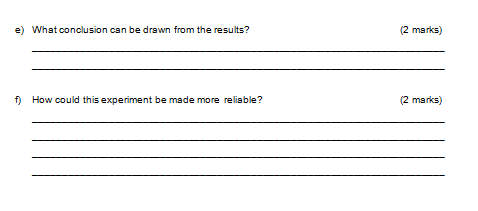 e) What conclusion can be drawn from the results? (2 marks)
f) How could this experiment be made more reliable? (2 marks)